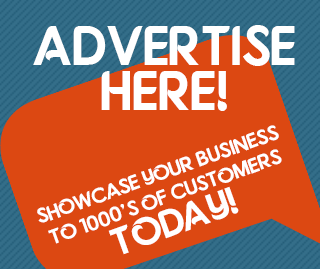 ADVERTISE
HERE!
SHOWCASE YOUR BUSINESS
TO 1000'S OF CUSTOMERS
TODAY!